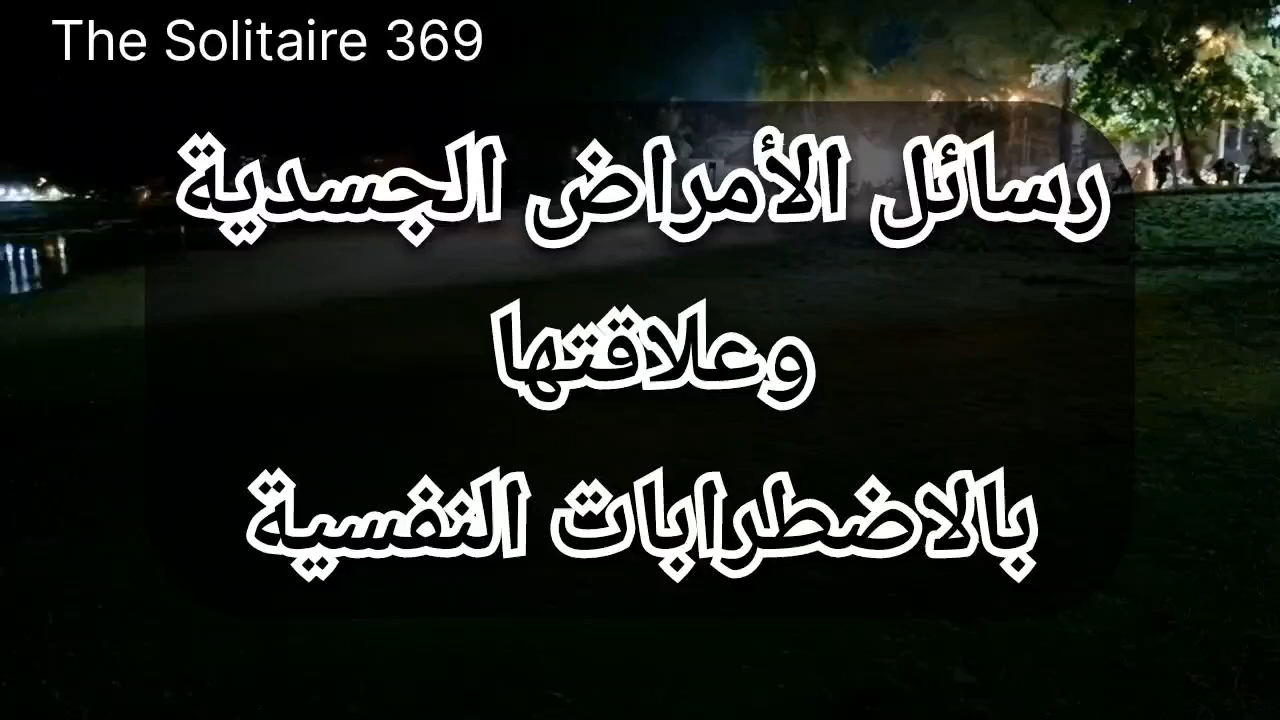 The Solitaire 369
رسائل الأمراض الجسدية
وعلاقتها
بالاضطرابات النفسية